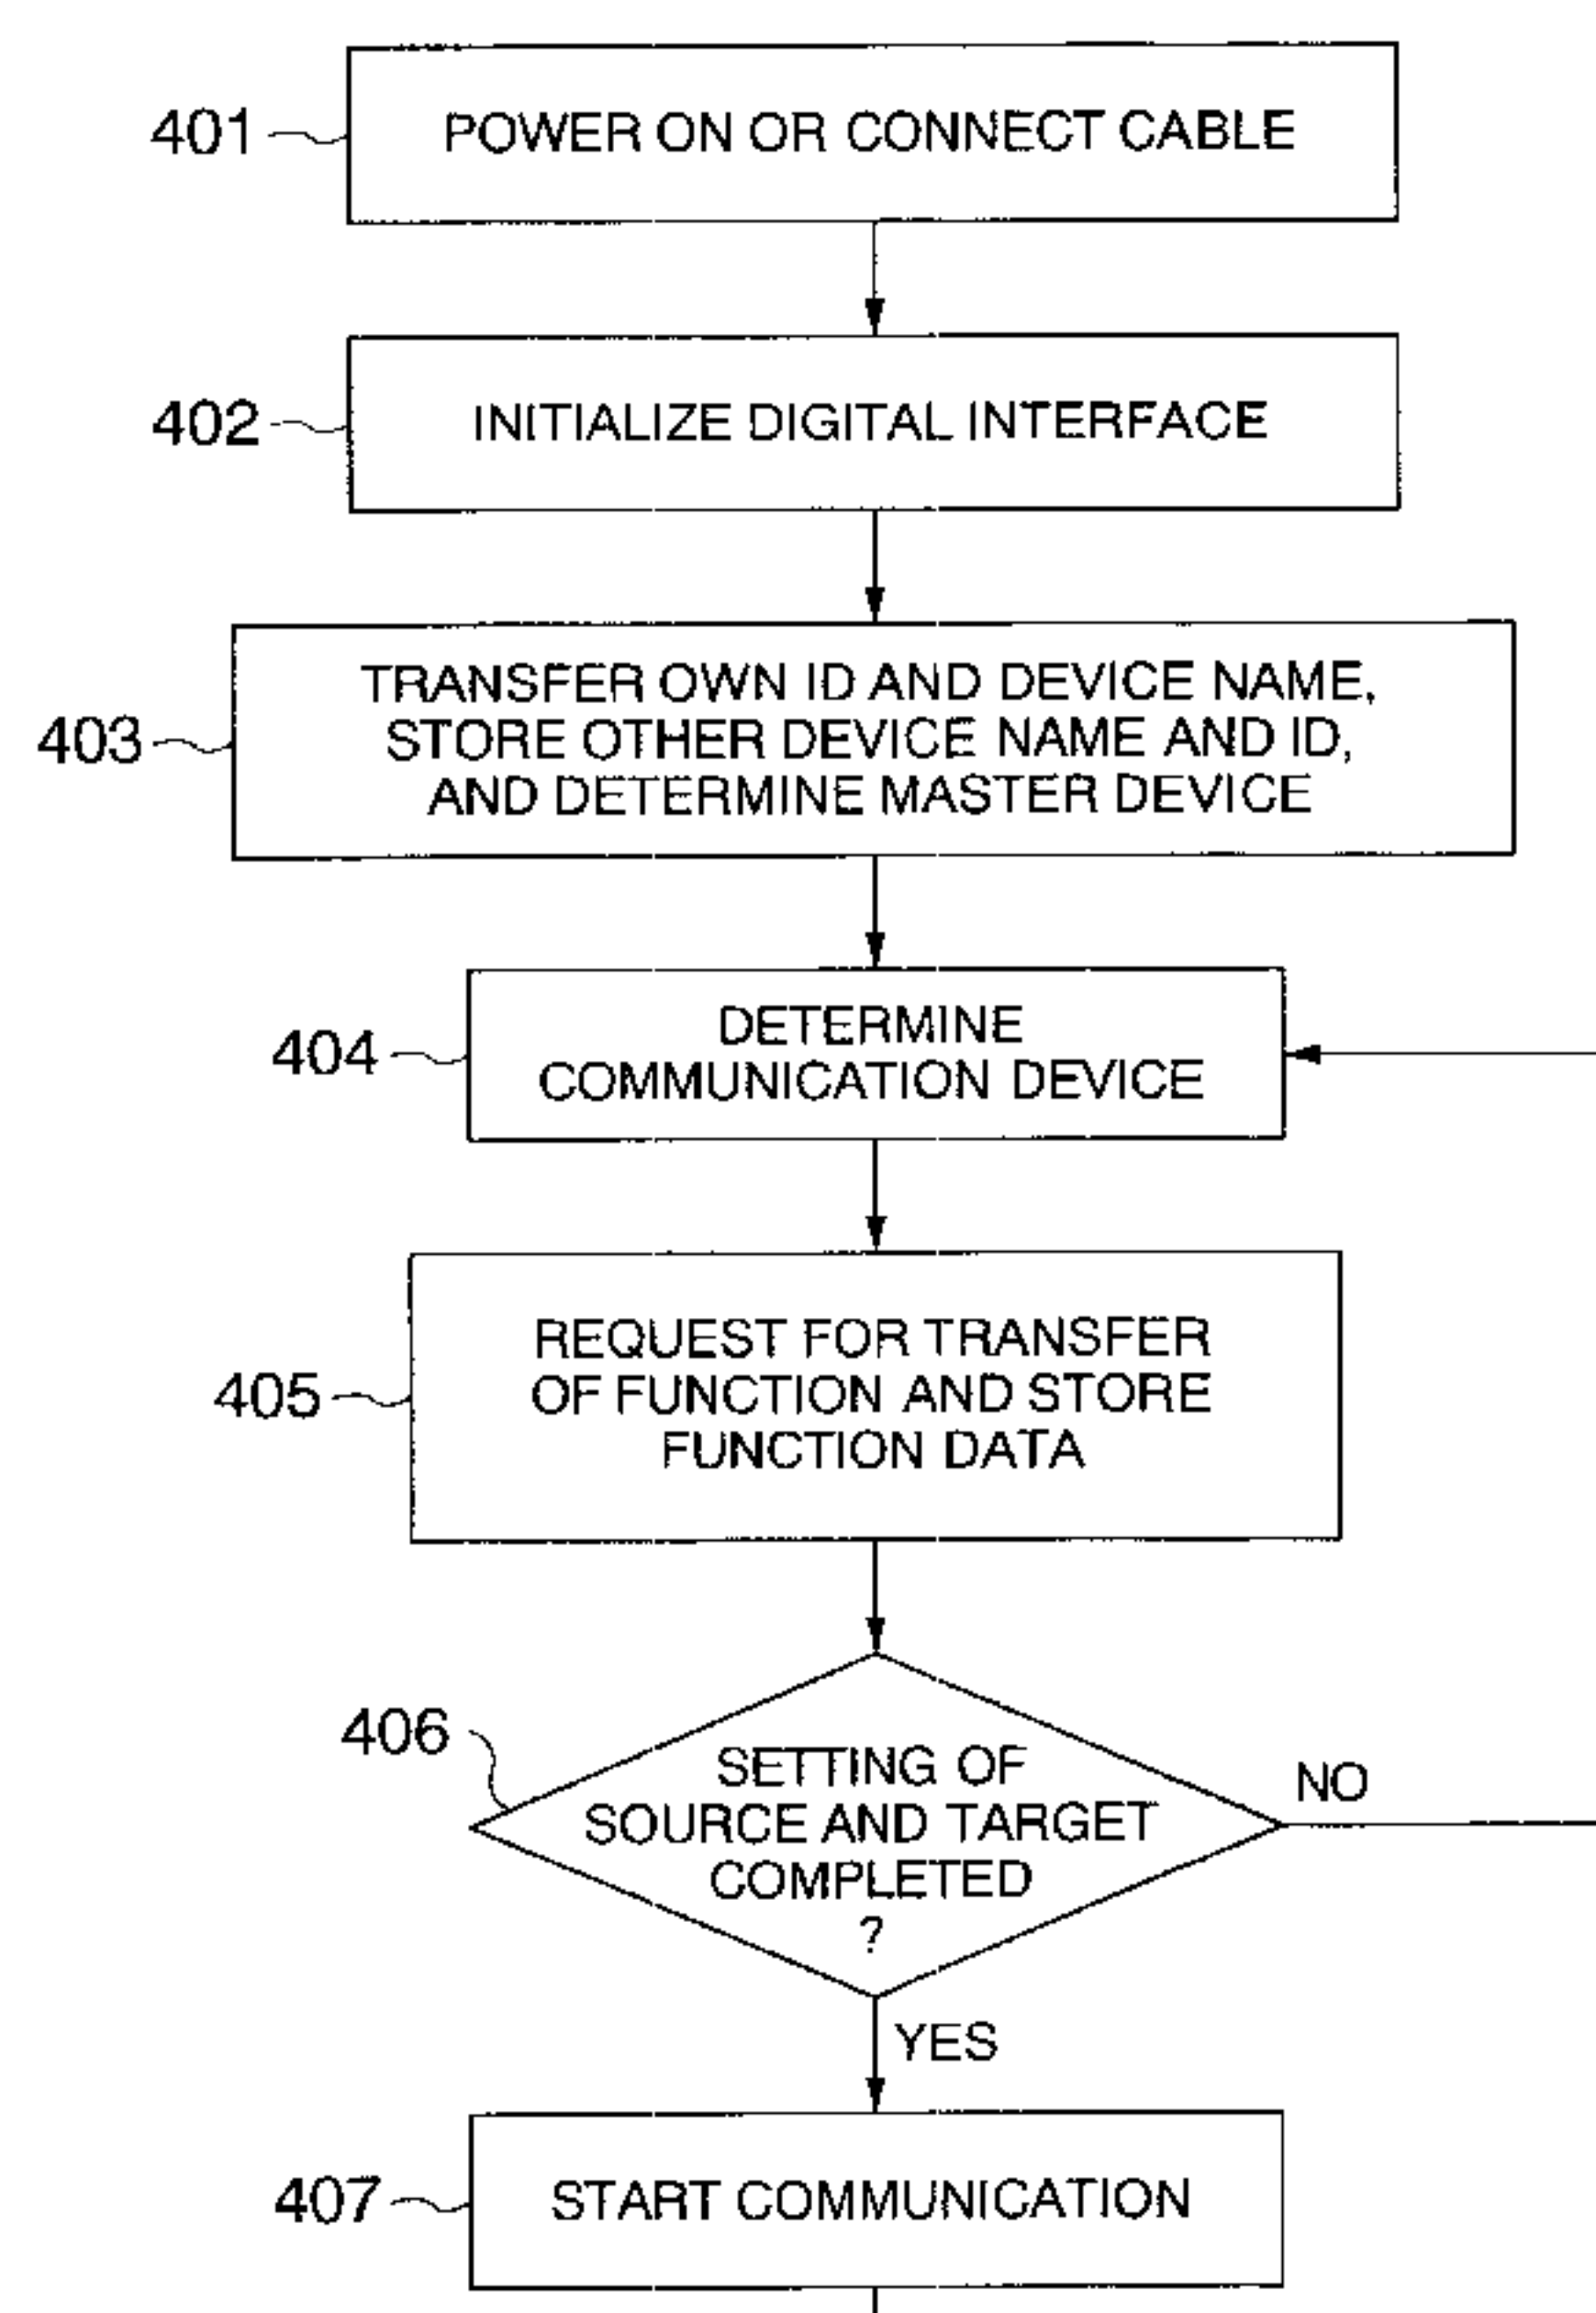 401 POWER ON OR CONNECT CABLE
402 INITIALIZE DIGITAL INTERFACE
TRANSFER OWN ID AND DEVICE NAME,
403 STORE OTHER DEVICE NAME AND ID,
AND DETERMINE MASTER DEVICE
DETERMINE
404
COMMUNICATION DEVICE
REQUEST FOR TRANSFER
405 OF FUNCTION AND STORE
FUNCTION DATA
406
SETTING OF
NO
SOURCE AND TARGET
COMPLETED
?
YES
407 START COMMUNICATION